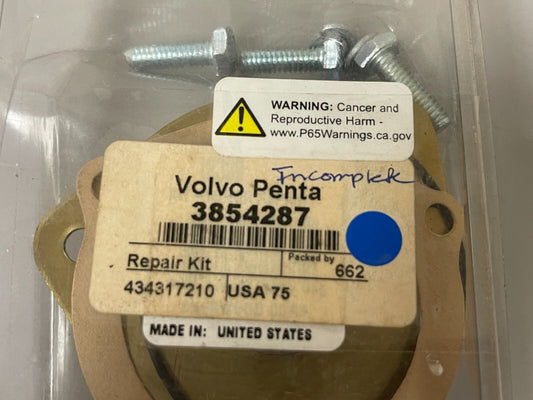 WARNING: Cancer and
Reproductive Harm -
www.P65Warnings.ca.gov
Incomplete
Volvo Penta
3854287
Repair Kit
Packed by
662
434317210
USA 75
MADE IN: UNITED STATES